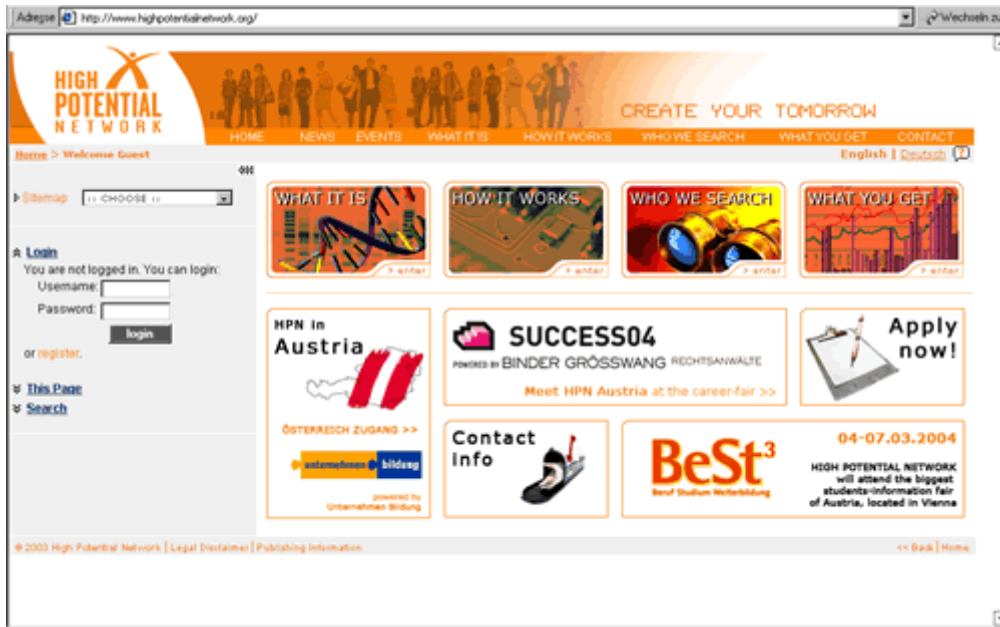 Adresse http://www.highpotentialnetwork.org/ Wechseln zu
HIGH
POTENTIAL
NETWORK
CREATE YOUR TOMORROW
HOME NEWS EVENTS WHAT IT IS HOW IT WORKS WHO WE SEARCH WHAT YOU GET CONTACT
Home > Welcome Guest
English | Deutsch
Sitemap :: CHOOSE ::
WHAT IT IS
> enter
HOW IT WORKS
> enter
WHO WE SEARCH
> enter
WHAT YOU GET
> enter
Login
You are not logged in. You can login:
Username:
Password:
login
or register.
This Page
Search
HPN in
Austria
ÖSTERREICH ZUGANG >>
unternehmen bildung
powered by
Unternehmen Bildung
SUCCESS04
POWERED BY BINDER GRÖSSWANG RECHTSANWÄLTE
Meet HPN Austria at the career-fair >>
Apply
now!
Contact
info
BeSt³
Beruf Studium Weiterbildung
04-07.03.2004
HIGH POTENTIAL NETWORK
will attend the biggest
students-information fair
of Austria, located in Vienna
© 2003 High Potential Network | Legal Disclaimer | Publishing Information
<< Back | Home